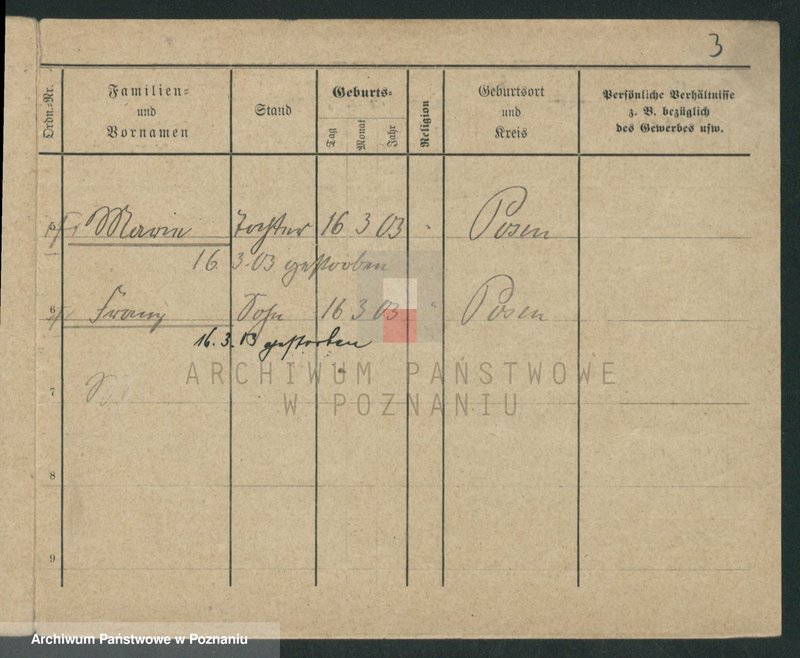 3
Ordn.-Nr. Familien- und Vornamen Stand Geburts- Tag Monat Jahr Religion Geburtsort und Kreis Persönliche Verhältnisse z. B. bezüglich des Gewerbes usw.
5 Marie Tochter 16 3 03 " Posen
16. 3. 03 gestorben
6 Franz Sohn 16 3 03 " Posen
16. 3. 03 gestorben
7
8
9
ARCHIWUM PAŃSTWOWE
W POZNANIU
Archiwum Państwowe w Poznaniu